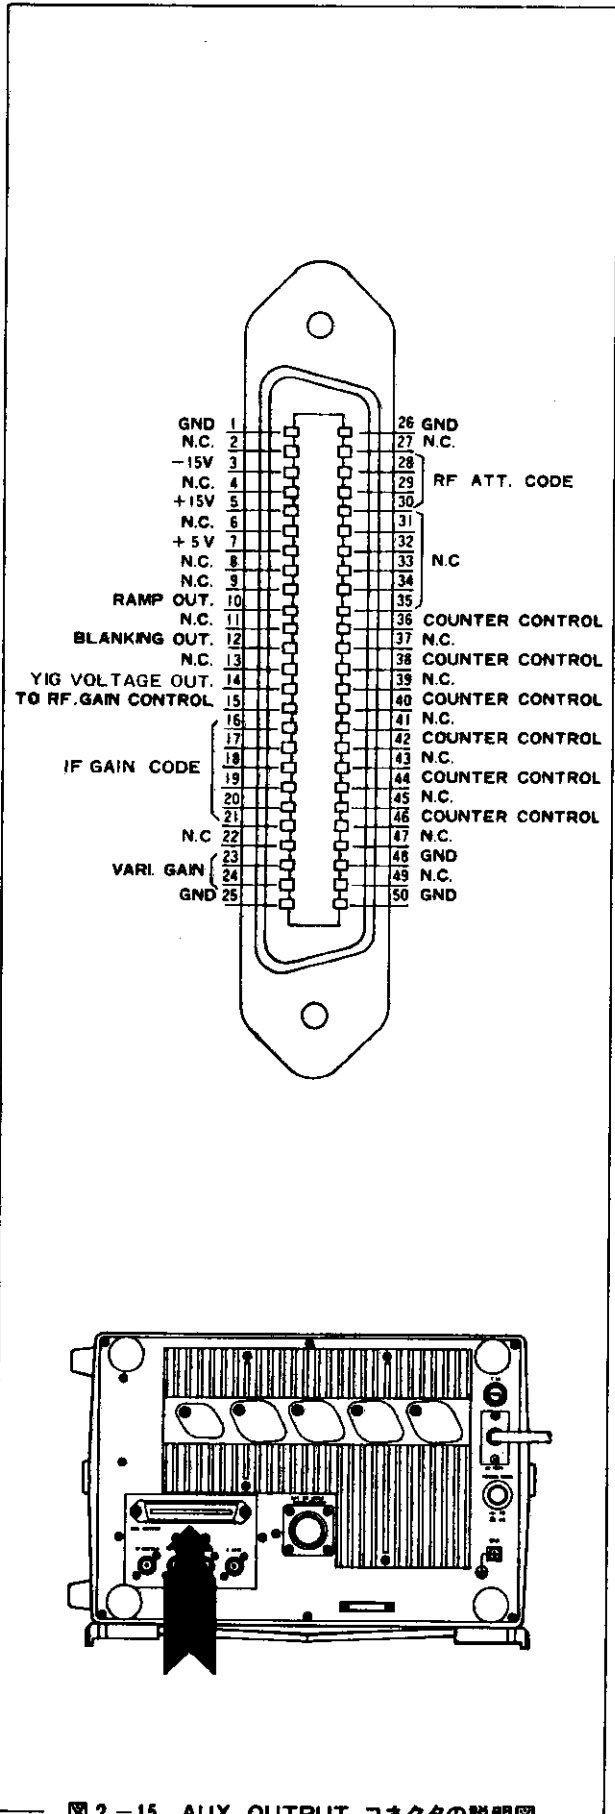 GND 1
N.C. 2
−15V 3
N.C. 4
+15V 5
N.C. 6
+5V 7
N.C. 8
N.C. 9
RAMP OUT. 10
N.C. 11
BLANKING OUT. 12
N.C. 13
YIG VOLTAGE OUT. 14
TO RF.GAIN CONTROL 15
16
17
IF GAIN CODE 18
19
20
21
N.C 22
VARI. GAIN 23
24
GND 25
26 GND
27 N.C.
28
29 RF ATT. CODE
30
31
32
33 N.C
34
35
36 COUNTER CONTROL
37 N.C.
38 COUNTER CONTROL
39 N.C.
40 COUNTER CONTROL
41 N.C.
42 COUNTER CONTROL
43 N.C.
44 COUNTER CONTROL
45 N.C.
46 COUNTER CONTROL
47 N.C.
48 GND
49 N.C.
50 GND
図2−15 AUX OUTPUT コネクタの説明図